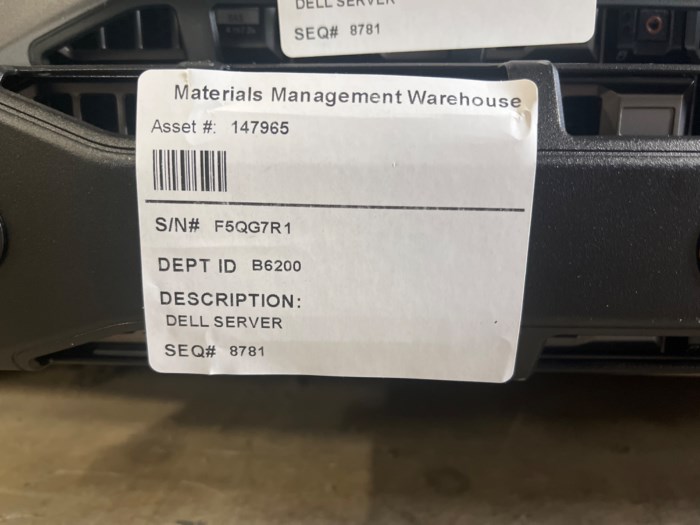 DELL SERVER
SEQ# 8781
Materials Management Warehouse
Asset #: 147965
S/N# F5QG7R1
DEPT ID B6200
DESCRIPTION:
DELL SERVER
SEQ# 8781